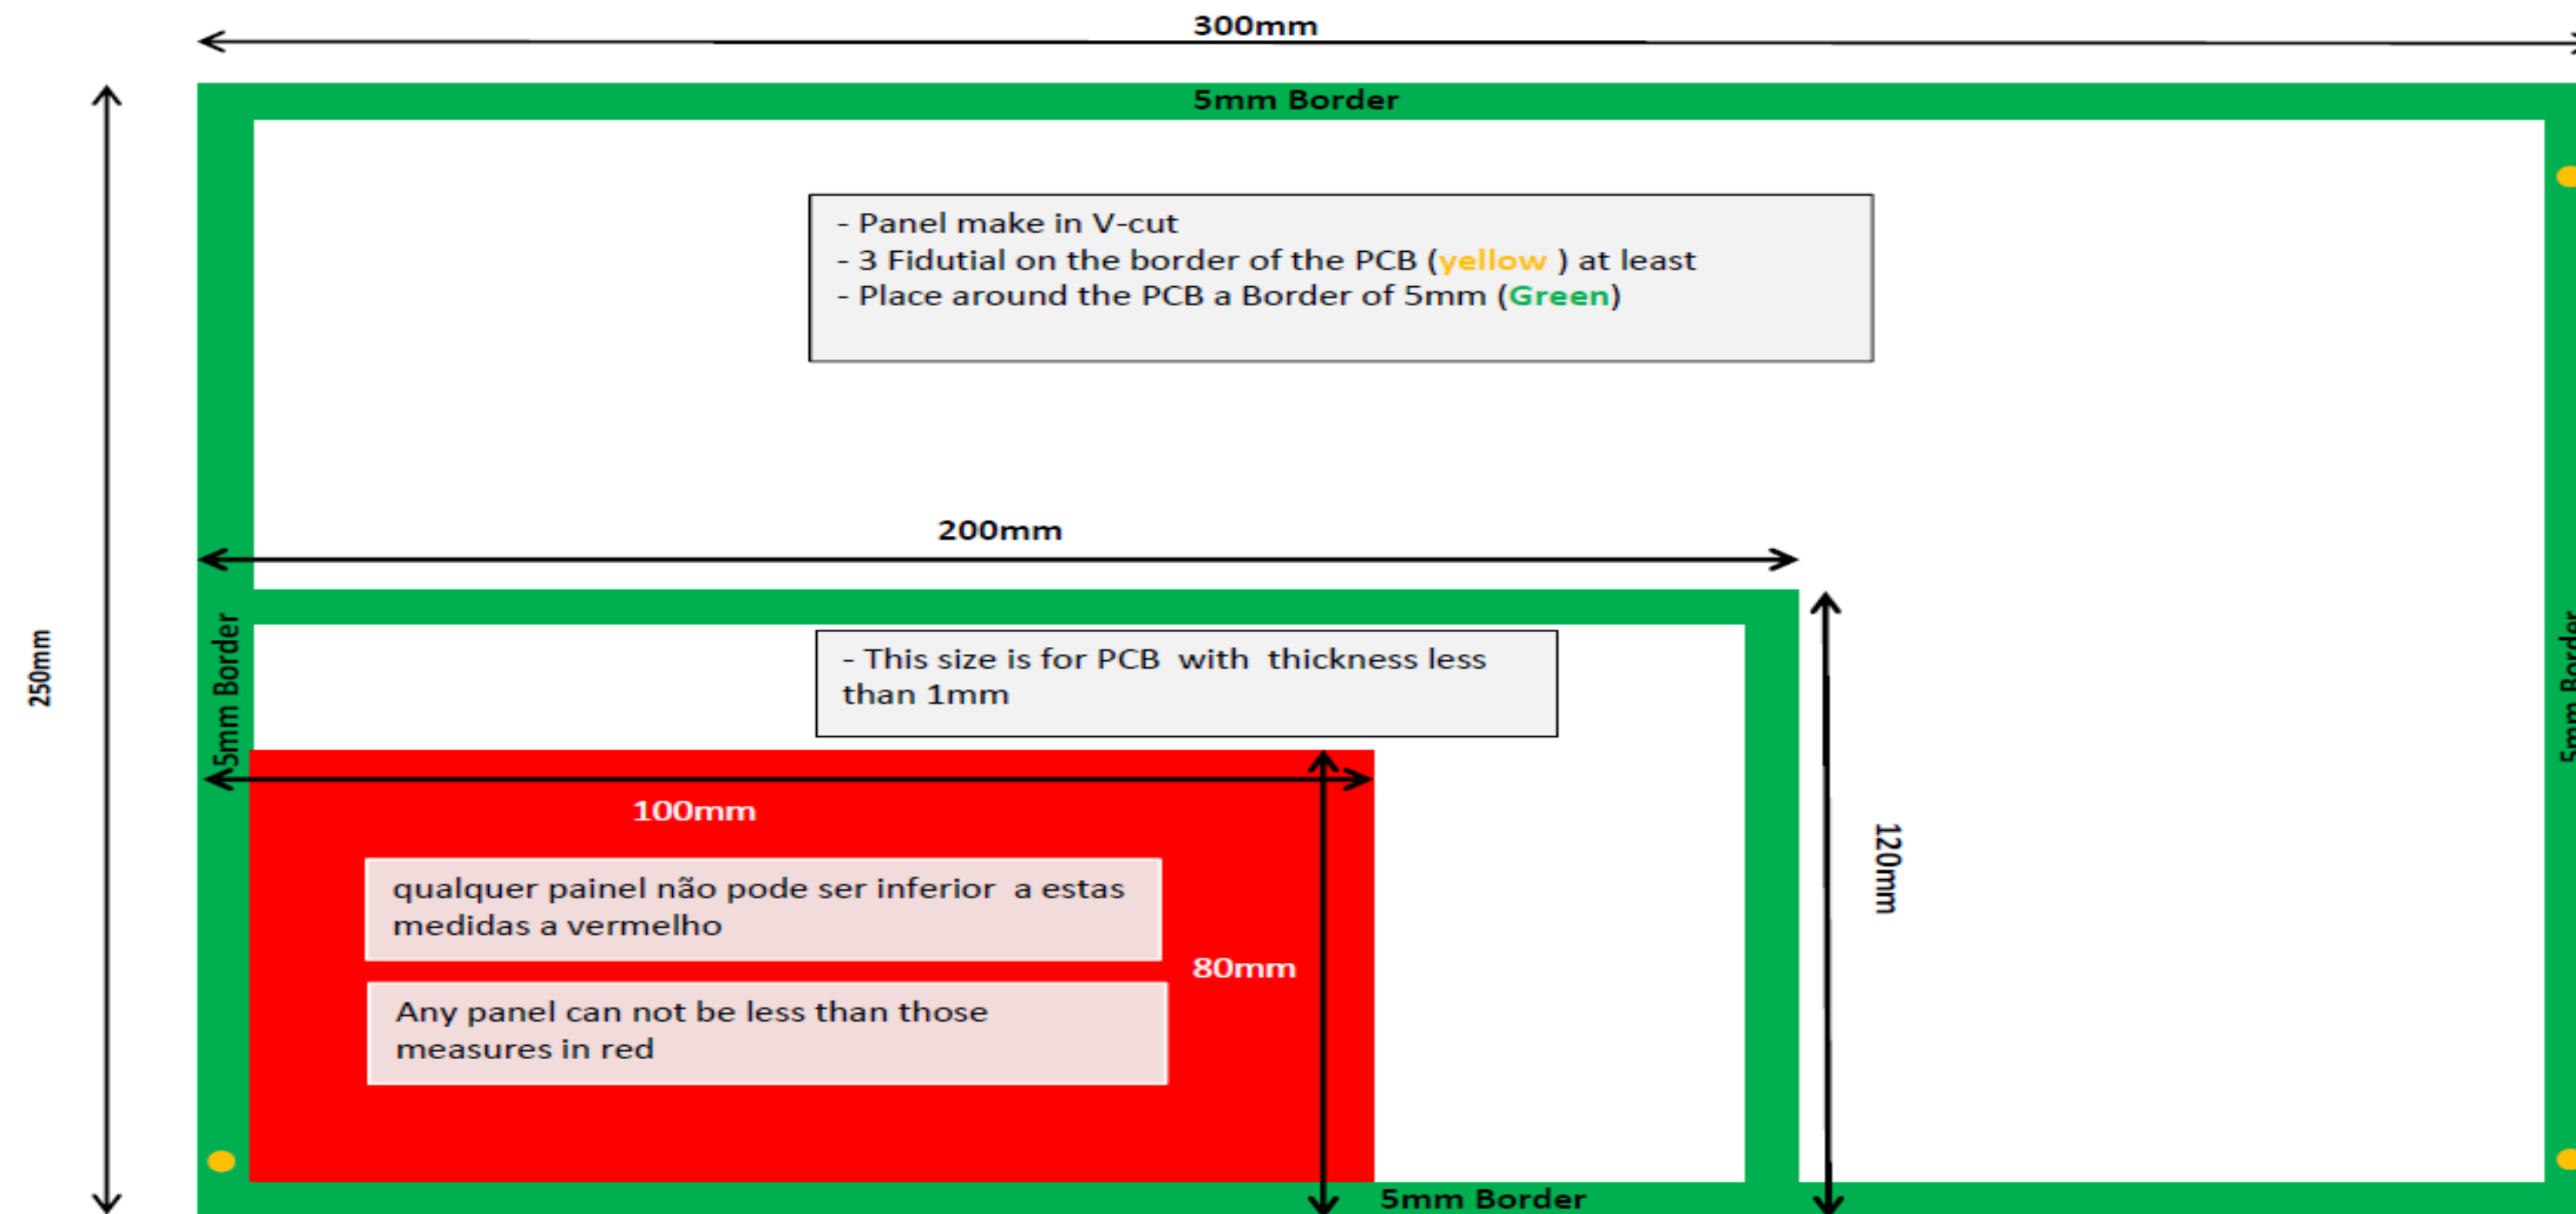 300mm
5mm Border
- Panel make in V-cut
- 3 Fidutial on the border of the PCB (yellow ) at least
- Place around the PCB a Border of 5mm (Green)
200mm
250mm
5mm Border
5mm Border
- This size is for PCB with thickness less
than 1mm
100mm
120mm
qualquer painel não pode ser inferior a estas
medidas a vermelho
80mm
Any panel can not be less than those
measures in red
5mm Border